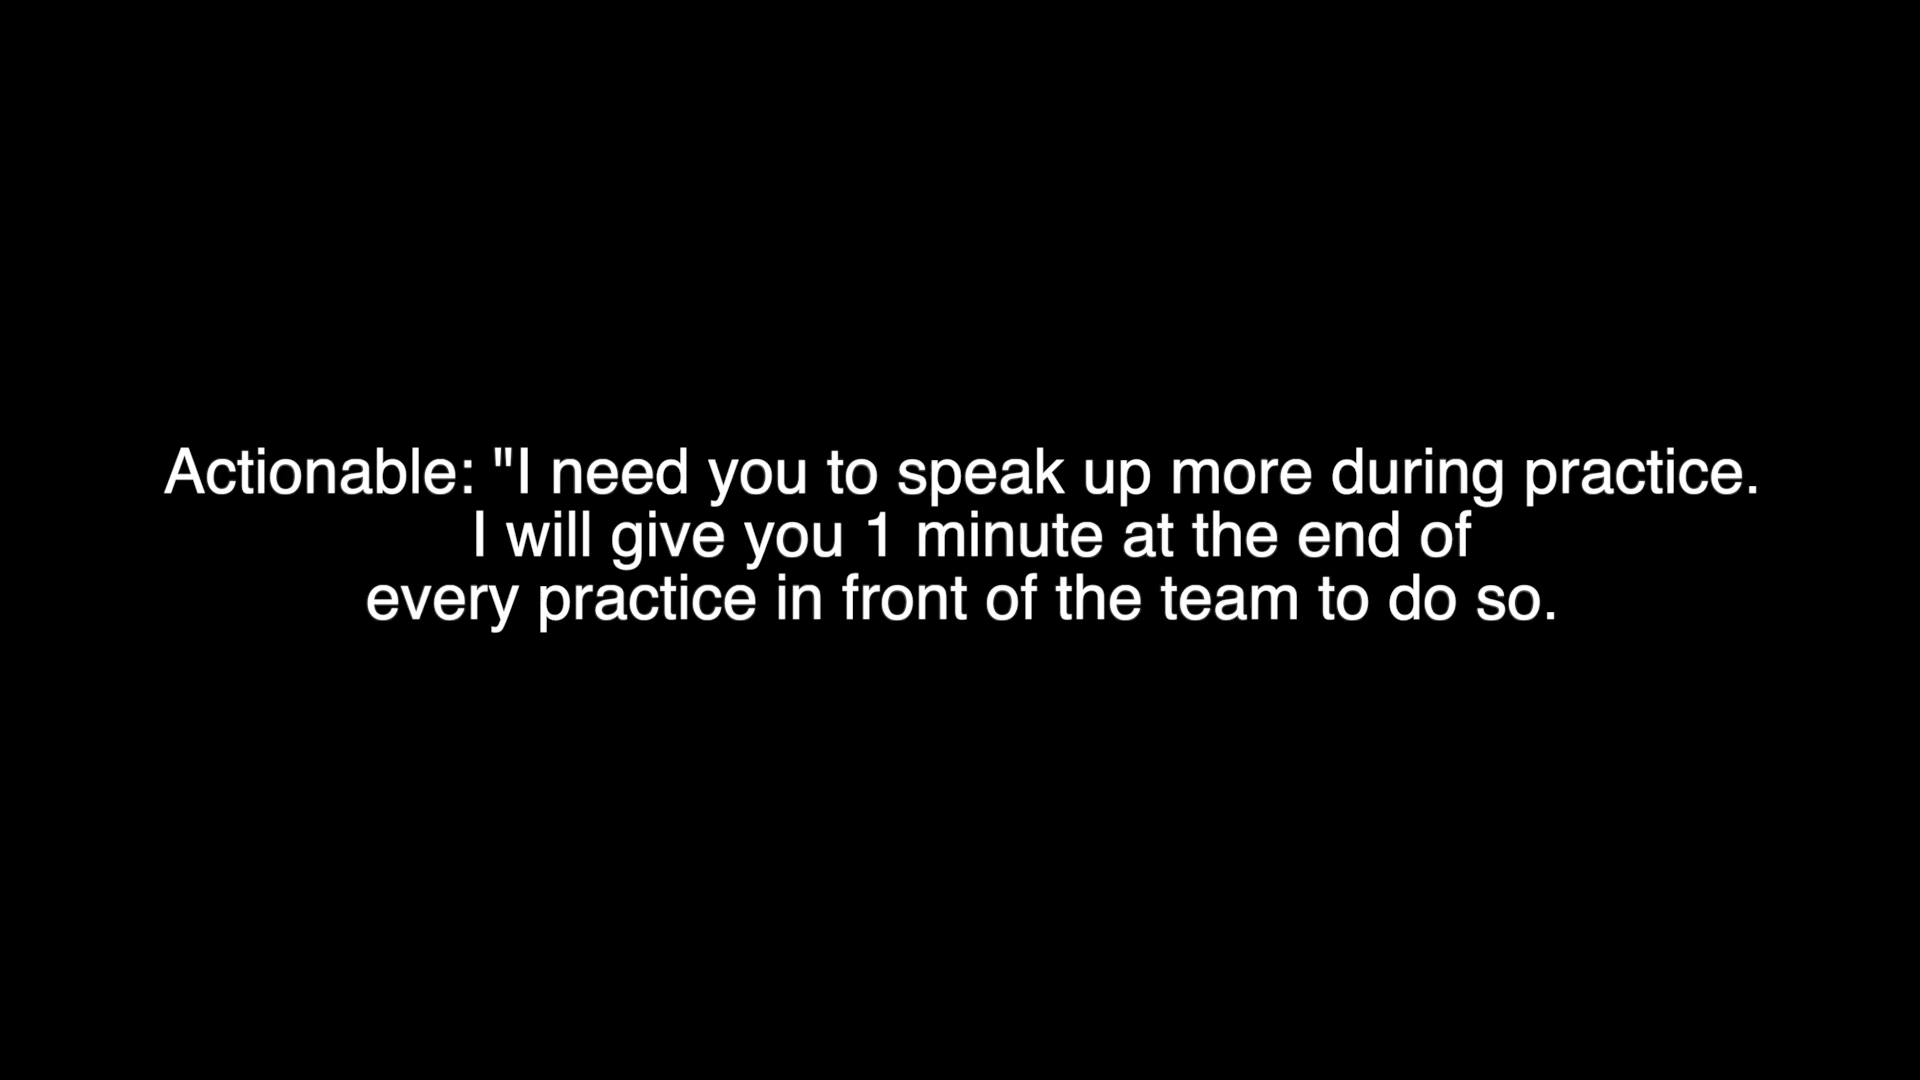 Actionable: "I need you to speak up more during practice.
I will give you 1 minute at the end of
every practice in front of the team to do so.